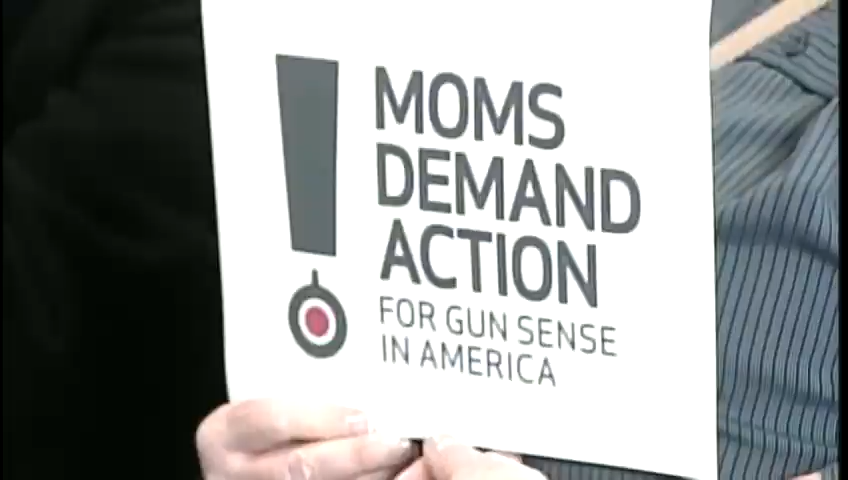 MOMS
DEMAND
ACTION
FOR GUN SENSE
IN AMERICA